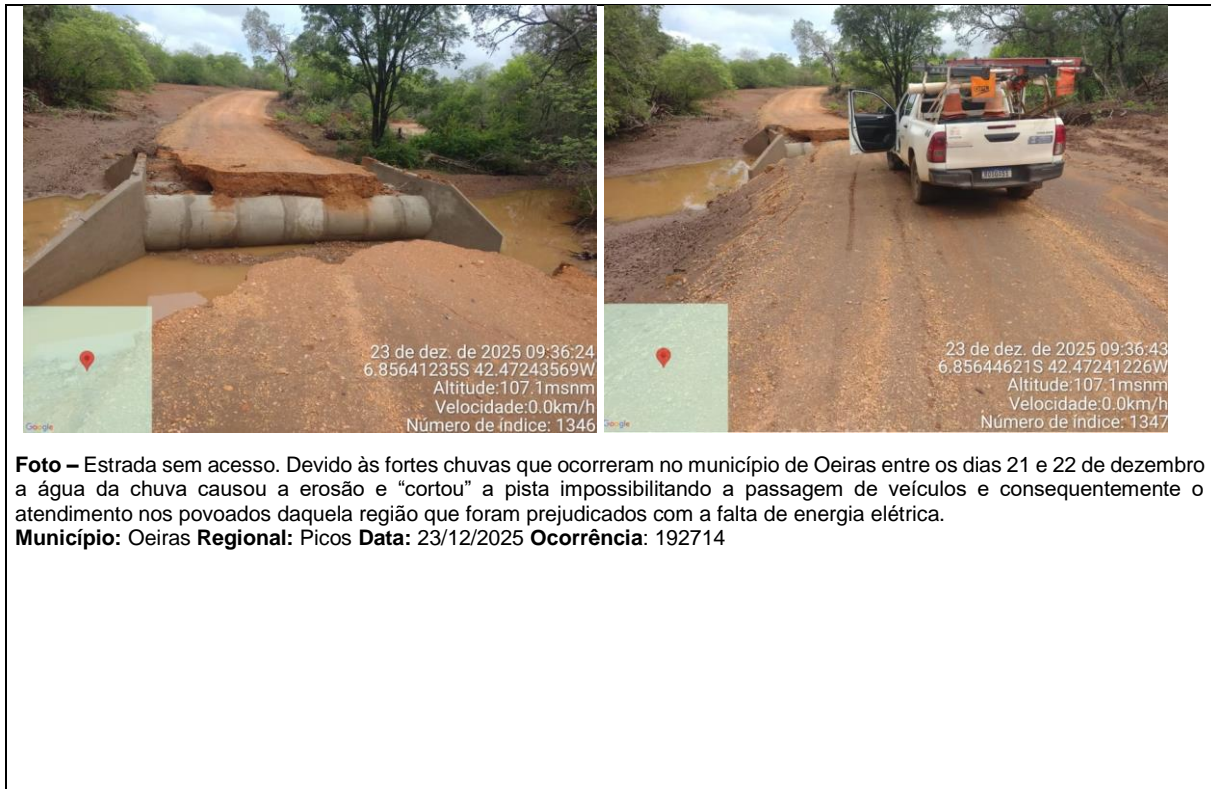 23 de dez. de 2025 09:36:24
6.85641235S 42.47243569W
Altitude:107.1msnm
Velocidade:0.0km/h
Número de índice: 1346
Google
23 de dez. de 2025 09:36:43
6.85644621S 42.47241226W
Altitude:107.1msnm
Velocidade:0.0km/h
Número de índice: 1347
Foto – Estrada sem acesso. Devido às fortes chuvas que ocorreram no município de Oeiras entre os dias 21 e 22 de dezembro
a água da chuva causou a erosão e “cortou” a pista impossibilitando a passagem de veículos e consequentemente o
atendimento nos povoados daquela região que foram prejudicados com a falta de energia elétrica.
Município: Oeiras Regional: Picos Data: 23/12/2025 Ocorrência: 192714